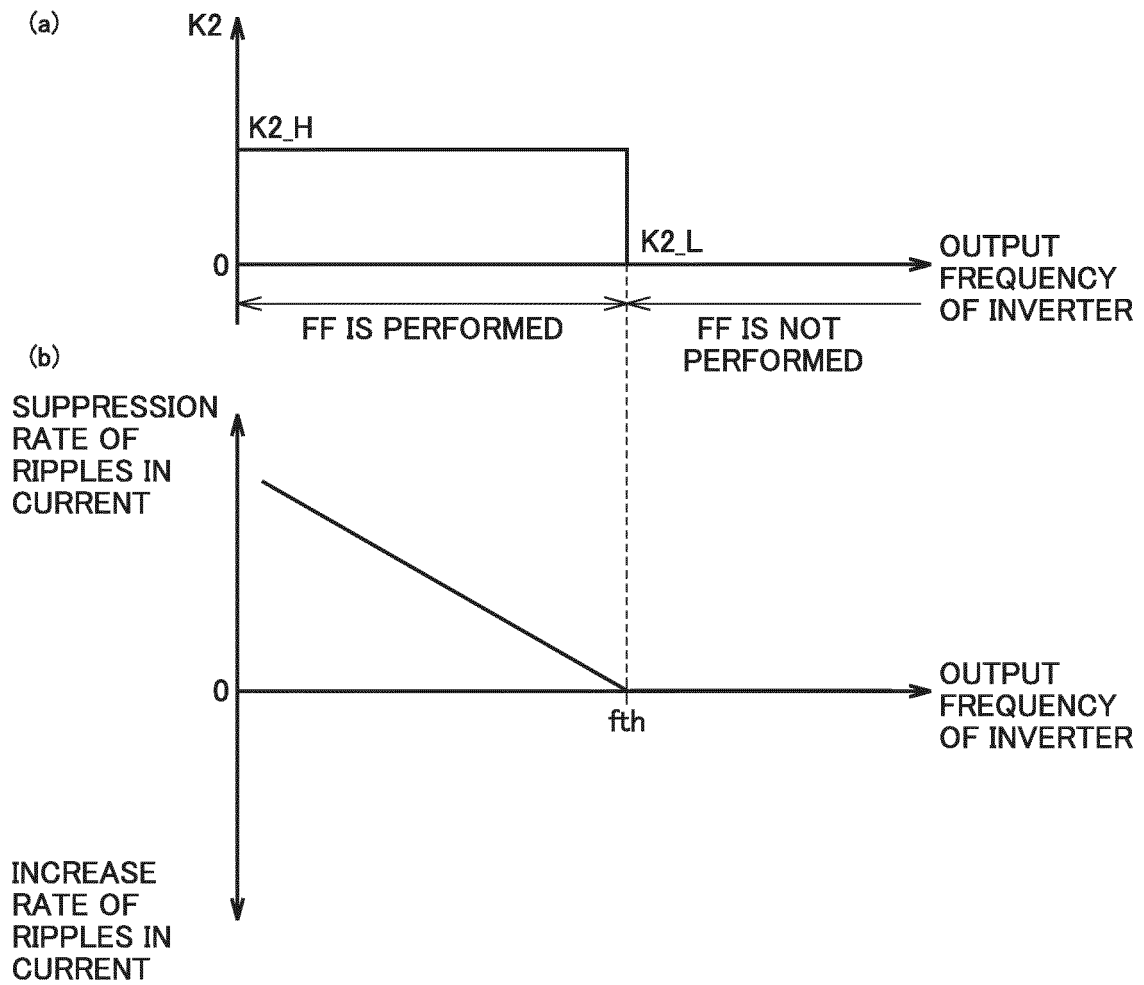 (a)
K2
K2_H
K2_L
0
OUTPUT
FREQUENCY
OF INVERTER
FF IS PERFORMED
FF IS NOT
PERFORMED
(b)
SUPPRESSION
RATE OF
RIPPLES IN
CURRENT
0
fth
OUTPUT
FREQUENCY
OF INVERTER
INCREASE
RATE OF
RIPPLES IN
CURRENT